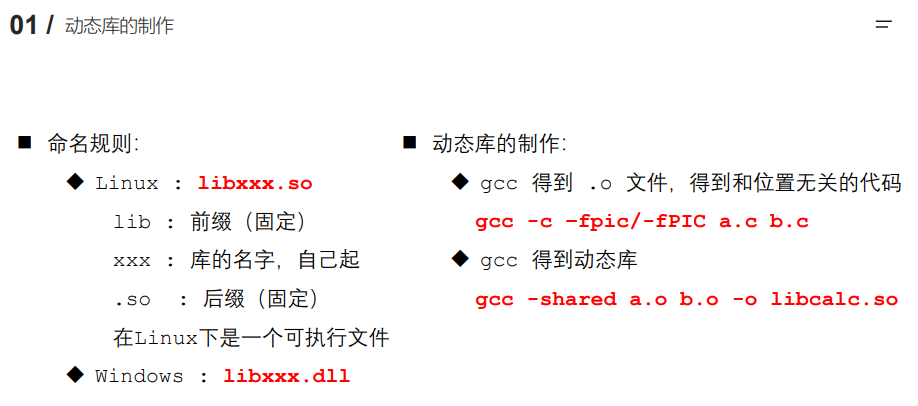 01 / 动态库的制作
命名规则：
Linux : libxxx.so
lib : 前缀（固定）
xxx : 库的名字，自己起
.so : 后缀（固定）
在Linux下是一个可执行文件
Windows : libxxx.dll
动态库的制作：
gcc 得到 .o 文件，得到和位置无关的代码
gcc -c –fpic/-fPIC a.c b.c
gcc 得到动态库
gcc -shared a.o b.o -o libcalc.so